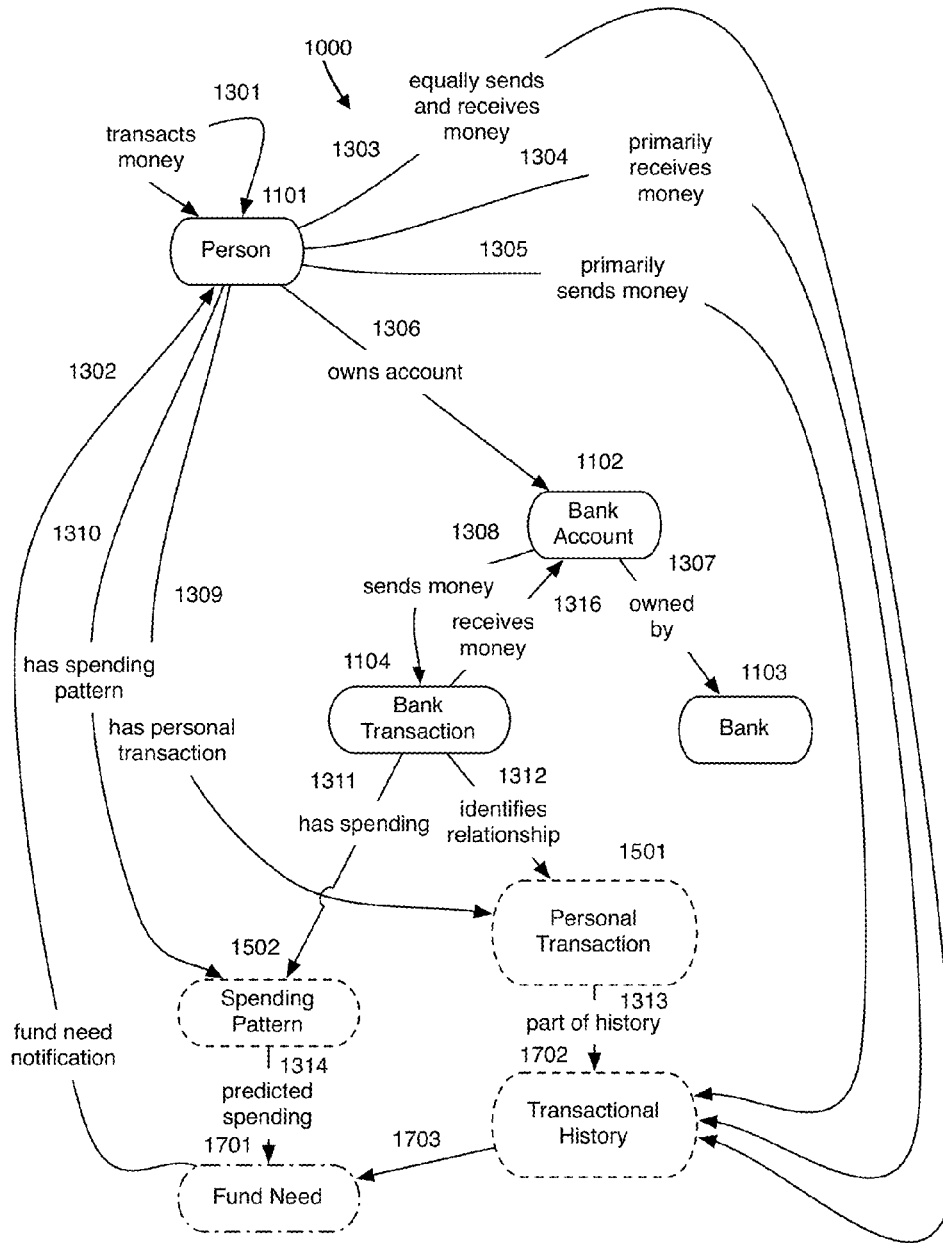 1000
1301
equally sends
and receives
money
transacts
money
1303
1304
primarily
receives
money
1101
Person
1305
primarily
sends money
1306
1302
owns account
1102
Bank
Account
1310
1308
1307
1309
sends money
1316
owned
by
receives
money
1104
1103
has spending
pattern
Bank
Transaction
Bank
has personal
transaction
1311
1312
has spending
identifies
relationship
1501
Personal
Transaction
1502
Spending
Pattern
1313
part of history
fund need
notification
1314
1702
predicted
spending
Transactional
History
1701
1703
Fund Need